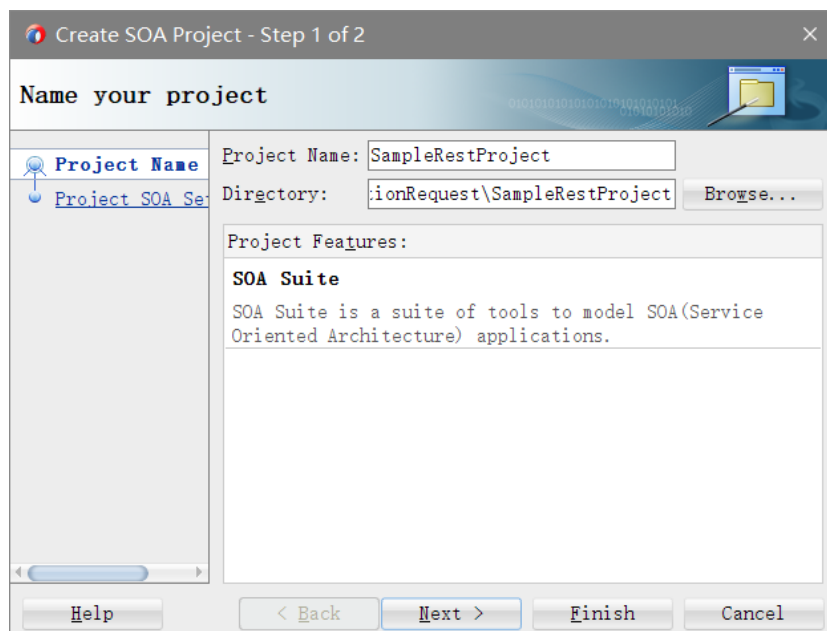 Create SOA Project - Step 1 of 2
Name your project
Project Name
Project SOA Set
Project Name: SampleRestProject
Directory: ionRequest\SampleRestProject Browse...
Project Features:
SOA Suite
SOA Suite is a suite of tools to model SOA(Service
Oriented Architecture) applications.
Help < Back Next > Finish Cancel